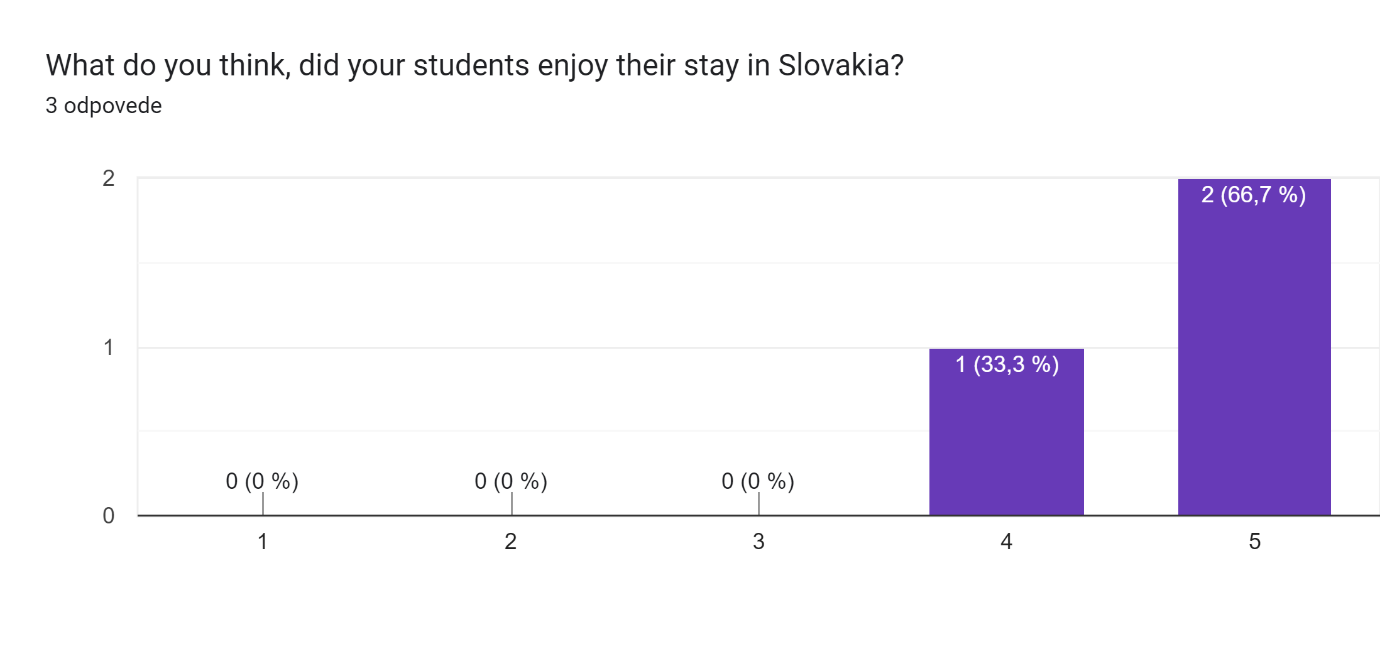 What do you think, did your students enjoy their stay in Slovakia?
3 odpovede
2
2 (66,7 %)
1
1 (33,3 %)
0 (0 %)
0 (0 %)
0 (0 %)
0
1
2
3
4
5